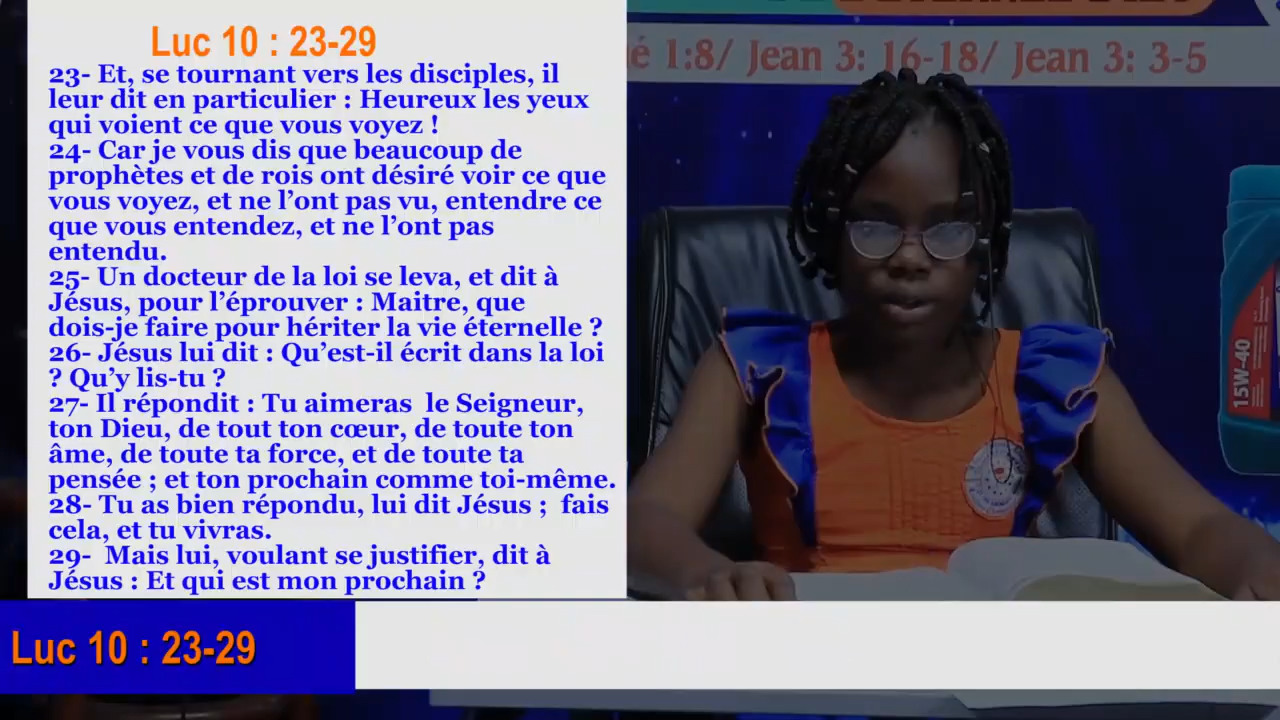 Luc 10 : 23-29
23- Et, se tournant vers les disciples, il
leur dit en particulier : Heureux les yeux
qui voient ce que vous voyez !
24- Car je vous dis que beaucoup de
prophètes et de rois ont désiré voir ce que
vous voyez, et ne l’ont pas vu, entendre ce
que vous entendez, et ne l’ont pas
entendu.
25- Un docteur de la loi se leva, et dit à
Jésus, pour l’éprouver : Maitre, que
dois-je faire pour hériter la vie éternelle ?
26- Jésus lui dit : Qu’est-il écrit dans la loi
? Qu’y lis-tu ?
27- Il répondit : Tu aimeras  le Seigneur,
ton Dieu, de tout ton cœur, de toute ton
âme, de toute ta force, et de toute ta
pensée ; et ton prochain comme toi-même.
28- Tu as bien répondu, lui dit Jésus ;  fais
cela, et tu vivras.
29-  Mais lui, voulant se justifier, dit à
Jésus : Et qui est mon prochain ?
1:8/ Jean 3: 16-18/ Jean 3: 3-5
15W-40
Luc 10 : 23-29